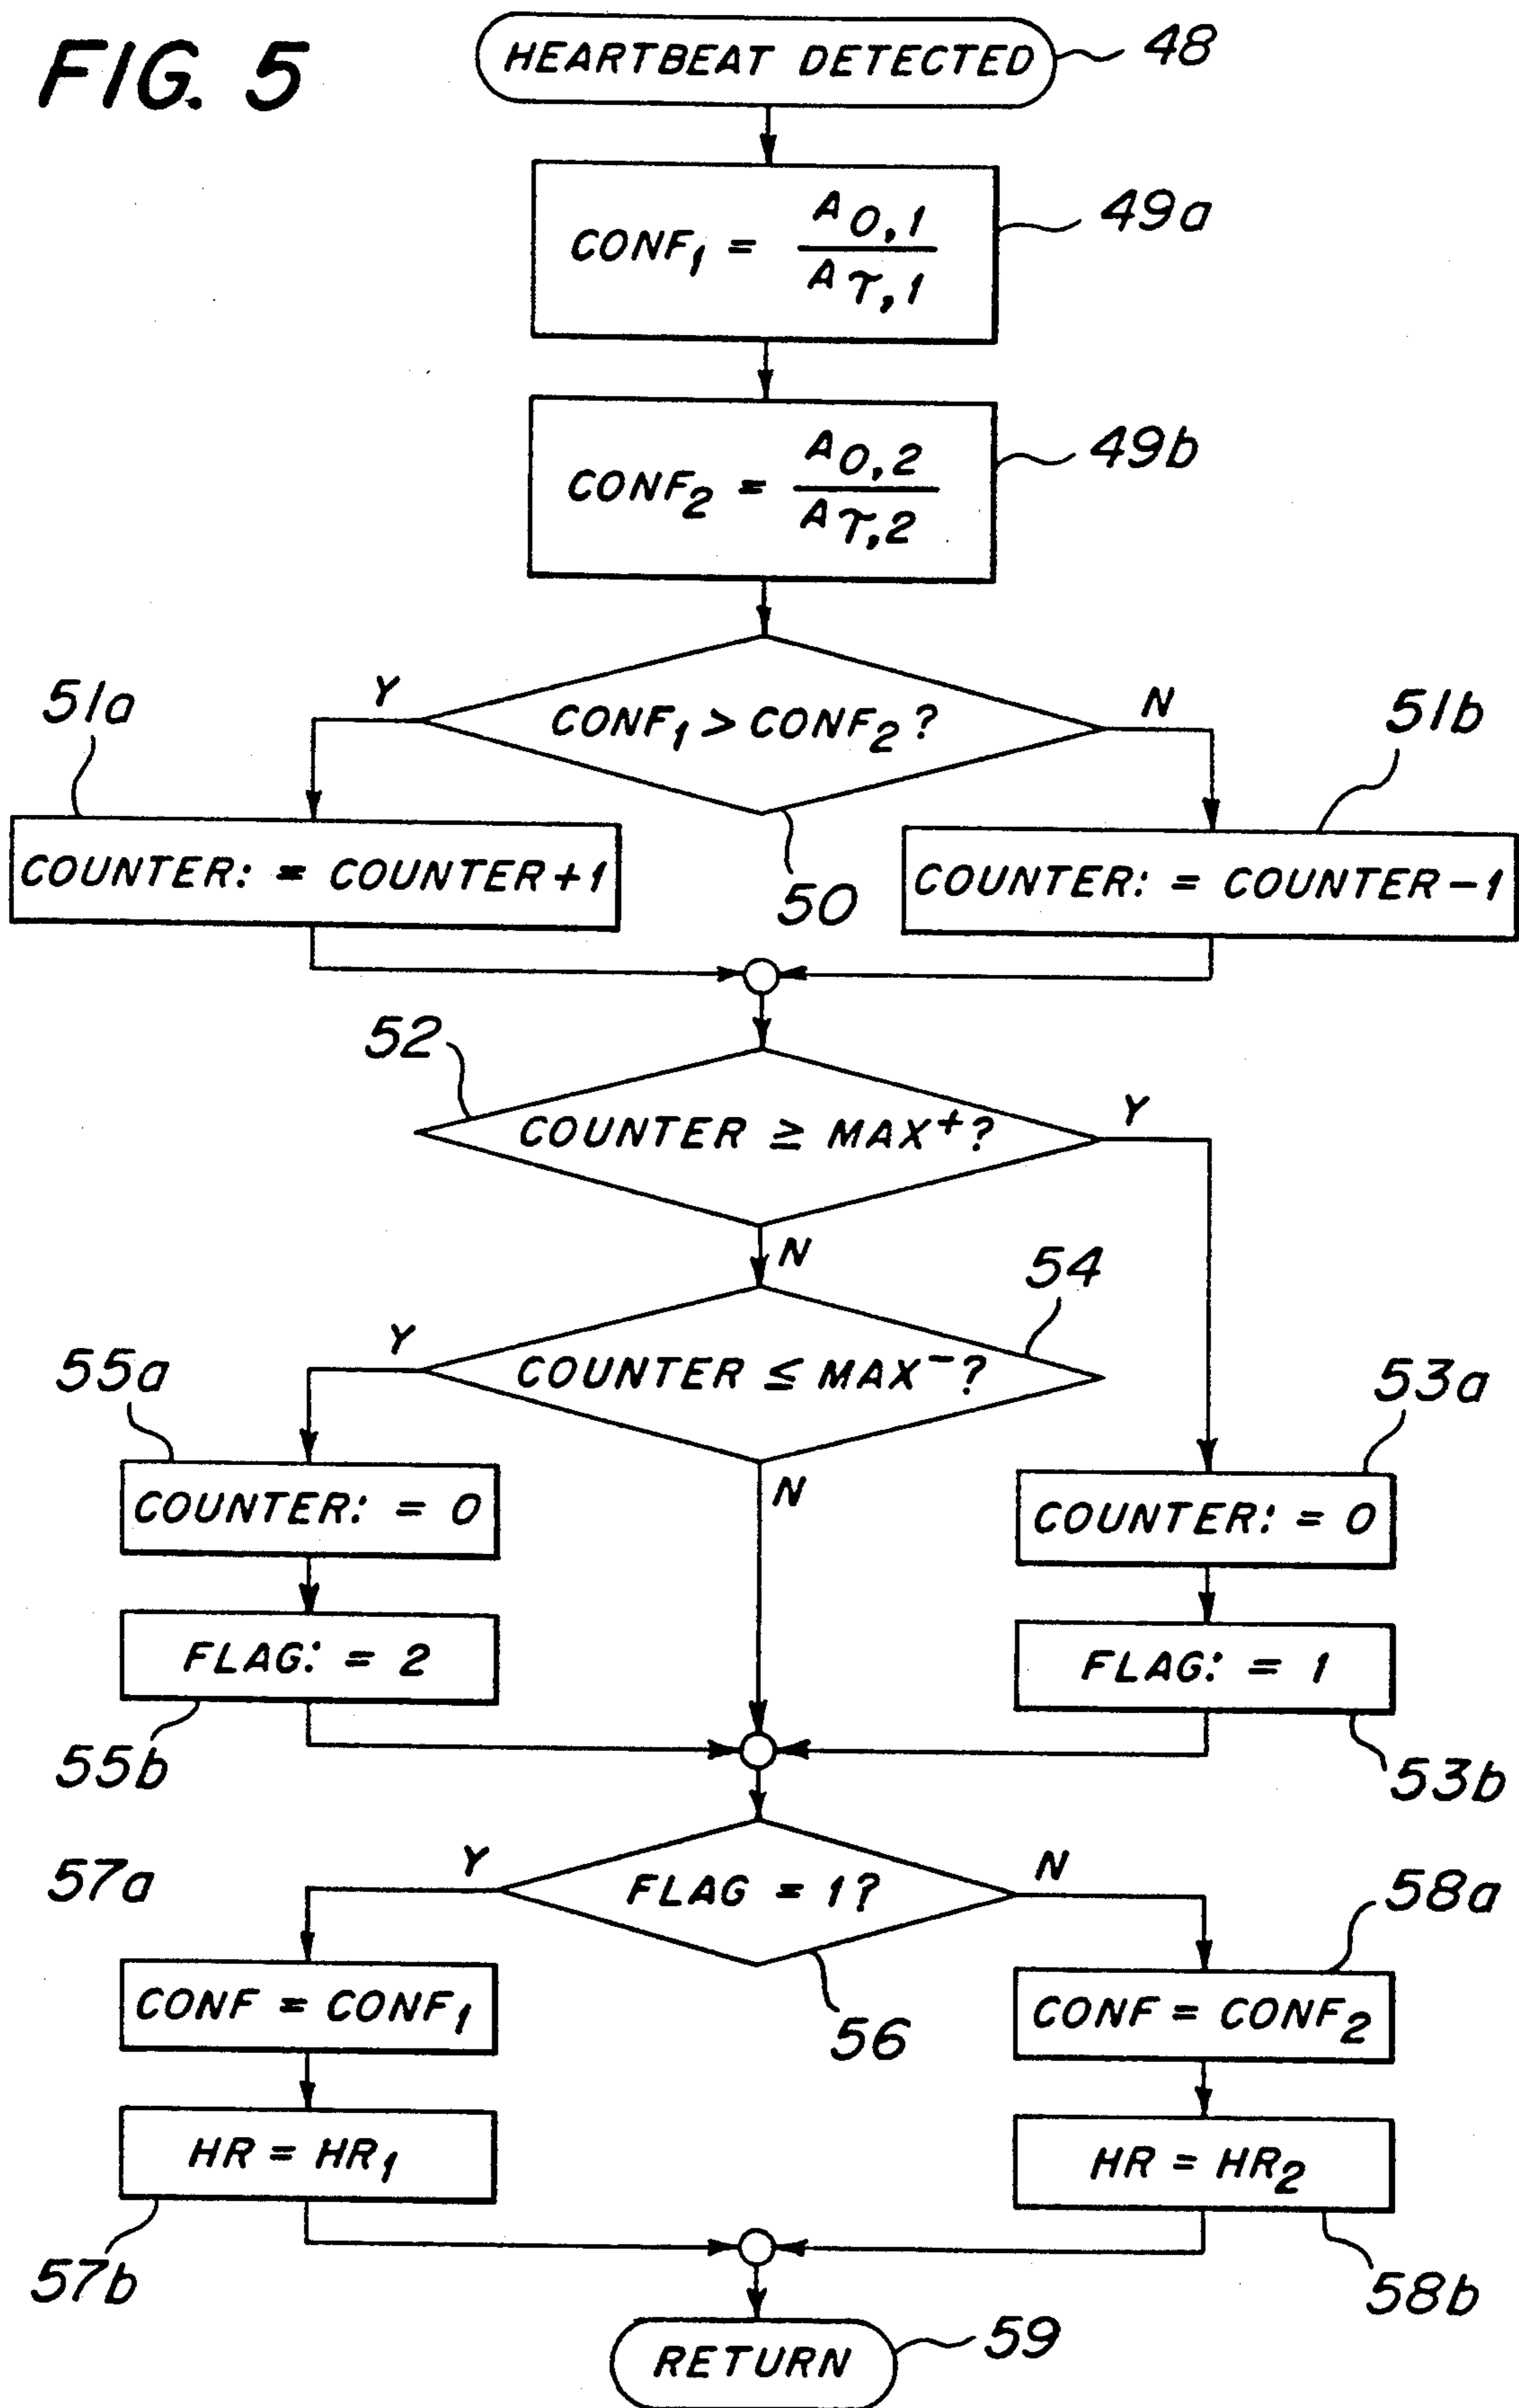 FIG. 5
HEARTBEAT DETECTED
48
CONF₁ = A₀,₁ / A_τ,₁
49a
CONF₂ = A₀,₂ / A_τ,₂
49b
CONF₁ > CONF₂?
Y
N
50
51a
COUNTER: = COUNTER+1
51b
COUNTER: = COUNTER-1
52
COUNTER ≥ MAX⁺?
Y
N
54
COUNTER ≤ MAX⁻?
Y
N
55a
COUNTER: = 0
53a
COUNTER: = 0
FLAG: = 2
55b
FLAG: = 1
53b
FLAG = 1?
Y
N
56
57a
CONF = CONF₁
58a
CONF = CONF₂
HR = HR₁
57b
HR = HR₂
58b
RETURN
59